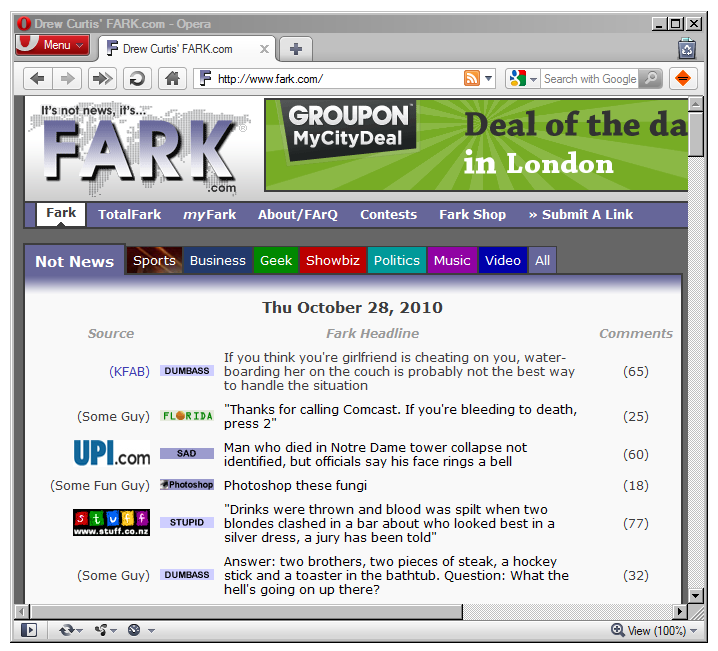 Drew Curtis' FARK.com - Opera
Menu
Drew Curtis' FARK.com
http://www.fark.com/
Search with Google
It's not news, it's...
FARK
.com
GROUPON
MyCityDeal
Deal of the da
in London
Fark TotalFark myFark About/FArQ Contests Fark Shop » Submit A Link
Not News Sports Business Geek Showbiz Politics Music Video All
Thu October 28, 2010
Source Fark Headline Comments
(KFAB) DUMBASS If you think you're girlfriend is cheating on you, water-
boarding her on the couch is probably not the best way
to handle the situation (65)
(Some Guy) FLORIDA "Thanks for calling Comcast. If you're bleeding to death,
press 2" (25)
UPI.com SAD Man who died in Notre Dame tower collapse not
identified, but officials say his face rings a bell (60)
(Some Fun Guy) Photoshop Photoshop these fungi (18)
stuff
www.stuff.co.nz STUPID "Drinks were thrown and blood was spilt when two
blondes clashed in a bar about who looked best in a
silver dress, a jury has been told" (77)
(Some Guy) DUMBASS Answer: two brothers, two pieces of steak, a hockey
stick and a toaster in the bathtub. Question: What the
hell's going on up there? (32)
View (100%)